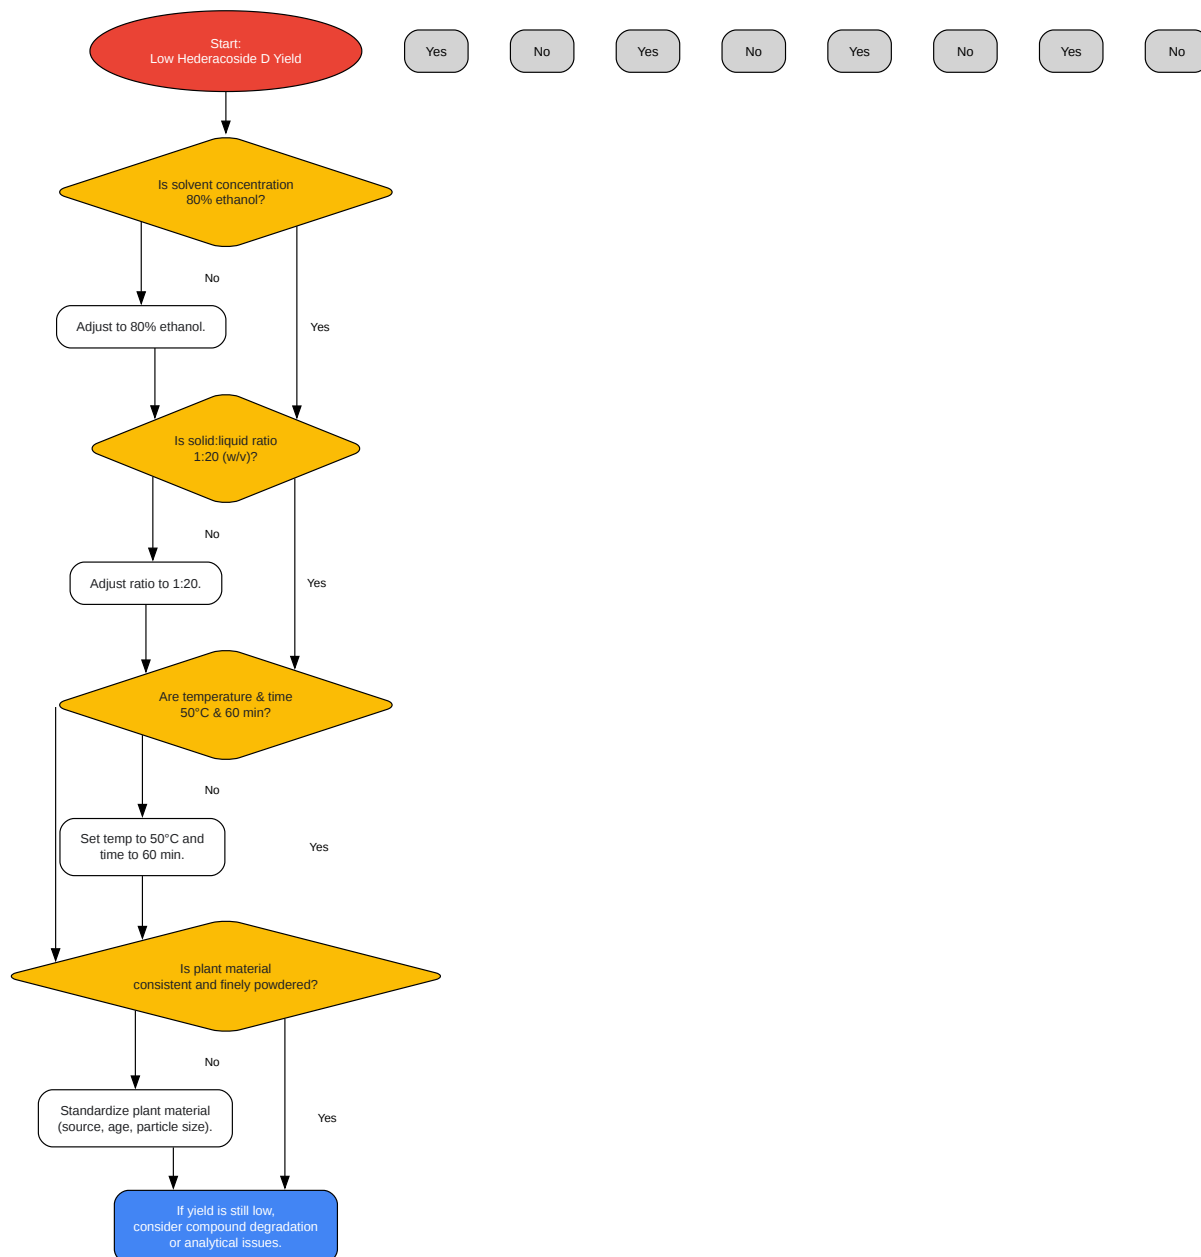 Start:
Low Hederacoside D Yield
Yes
No
Yes
No
Yes
No
Yes
No
Is solvent concentration
80% ethanol?
No
Adjust to 80% ethanol.
Yes
Is solid:liquid ratio
1:20 (w/v)?
No
Adjust ratio to 1:20.
Yes
Are temperature & time
50°C & 60 min?
No
Set temp to 50°C and
time to 60 min.
Yes
Is plant material
consistent and finely powdered?
No
Standardize plant material
(source, age, particle size).
Yes
If yield is still low,
consider compound degradation
or analytical issues.